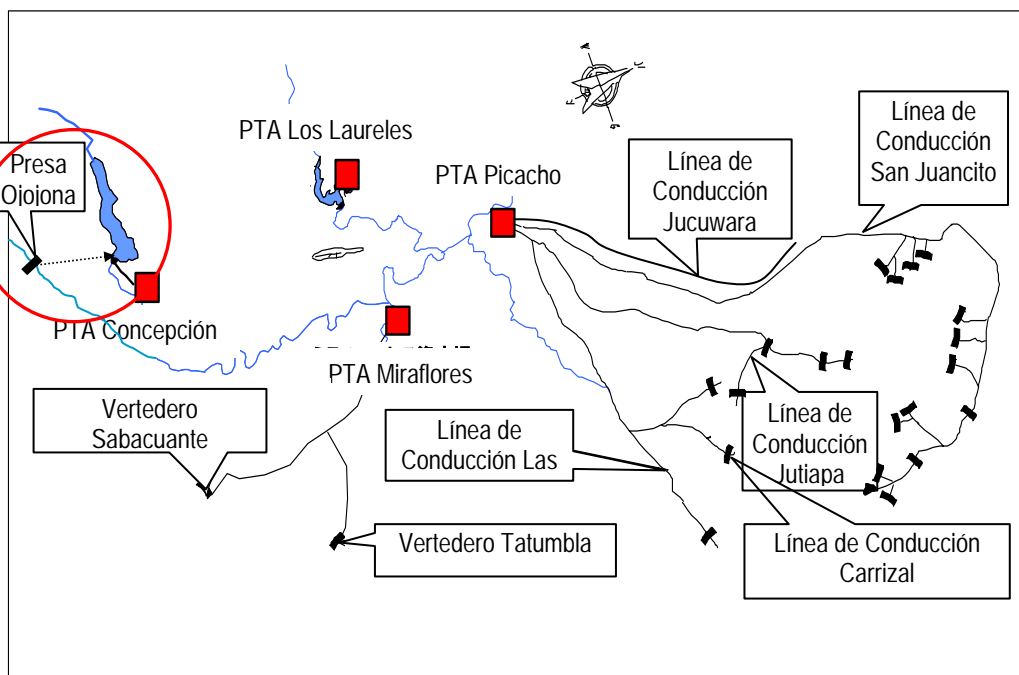 PTA Los Laureles
Línea de
Conducción
San Juancito
Presa
Ojojona
PTA Picacho
Línea de
Conducción
Jucuwara
PTA Concepción
PTA Miraflores
Vertedero
Sabacuante
Línea de
Conducción Las
Línea de
Conducción
Jutiapa
Vertedero Tatumbla
Línea de Conducción
Carrizal